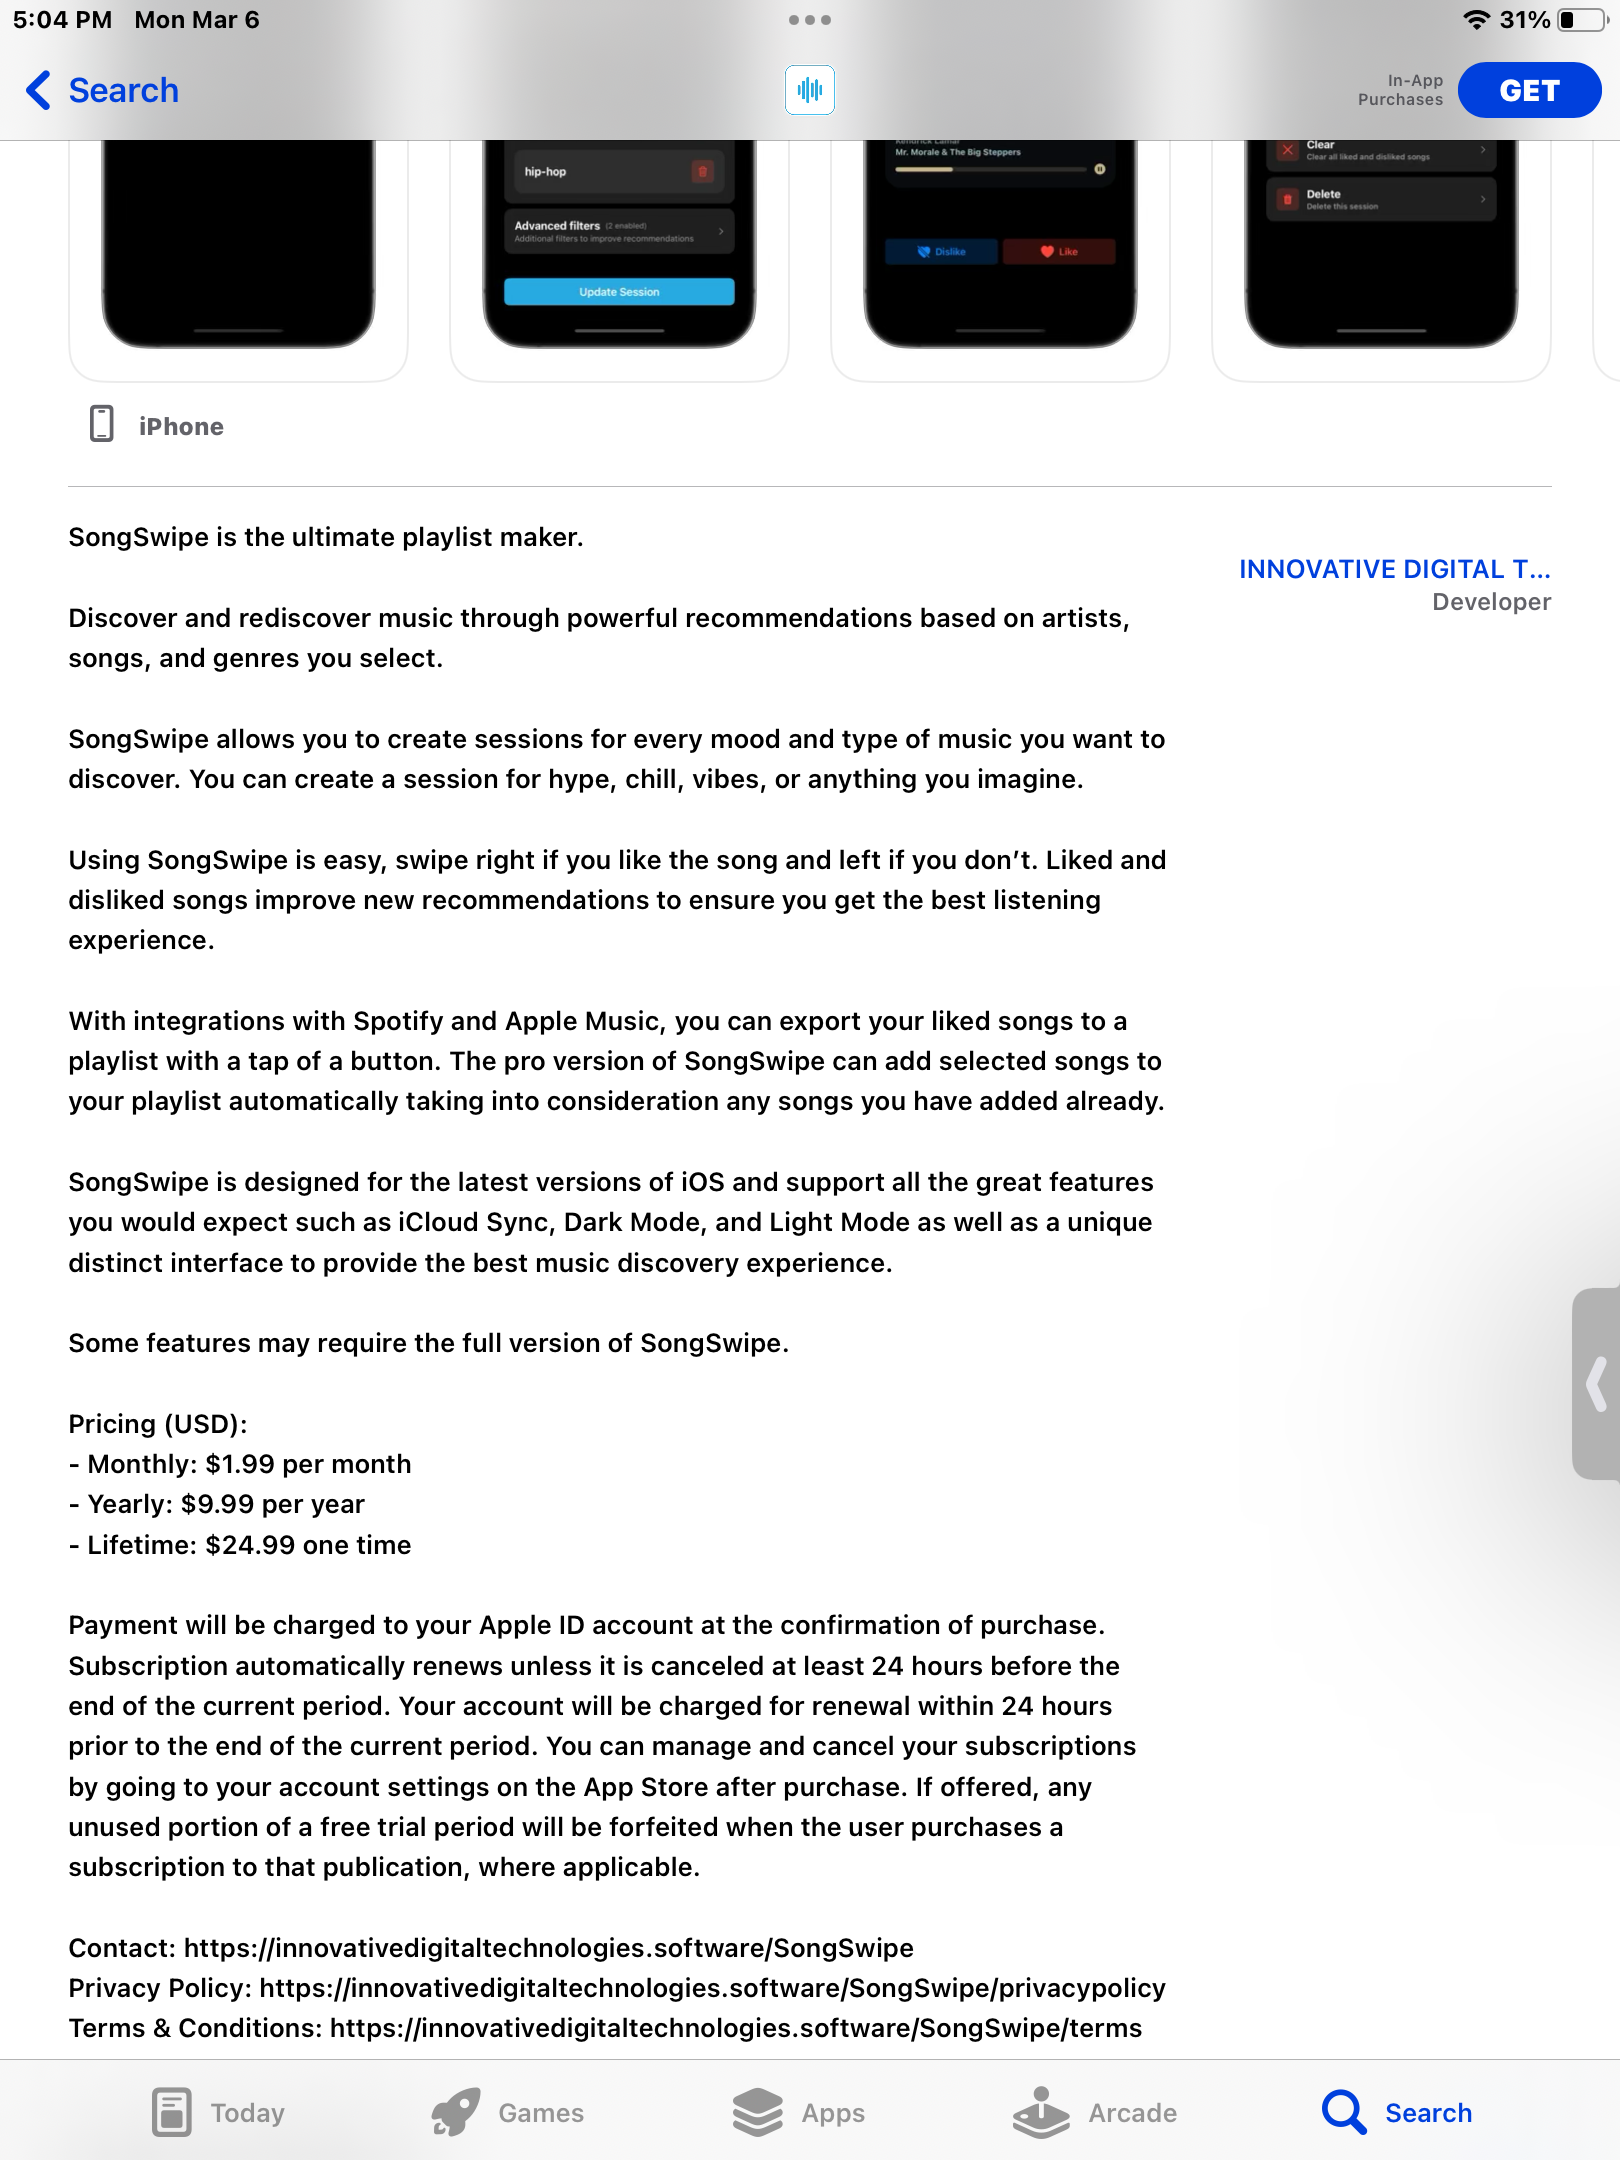 5:04 PM Mon Mar 6
31%
Search
In-App
Purchases
GET
hip-hop
Advanced filters (2 enabled)
Additional filters to improve recommendations
Update Session
Kendrick Lamar
Mr. Morale & The Big Steppers
Dislike
Like
Clear
Clear all liked and disliked songs
Delete
Delete this session
iPhone
SongSwipe is the ultimate playlist maker.
INNOVATIVE DIGITAL T...
Developer
Discover and rediscover music through powerful recommendations based on artists,
songs, and genres you select.
SongSwipe allows you to create sessions for every mood and type of music you want to
discover. You can create a session for hype, chill, vibes, or anything you imagine.
Using SongSwipe is easy, swipe right if you like the song and left if you don’t. Liked and
disliked songs improve new recommendations to ensure you get the best listening
experience.
With integrations with Spotify and Apple Music, you can export your liked songs to a
playlist with a tap of a button. The pro version of SongSwipe can add selected songs to
your playlist automatically taking into consideration any songs you have added already.
SongSwipe is designed for the latest versions of iOS and support all the great features
you would expect such as iCloud Sync, Dark Mode, and Light Mode as well as a unique
distinct interface to provide the best music discovery experience.
Some features may require the full version of SongSwipe.
Pricing (USD):
- Monthly: $1.99 per month
- Yearly: $9.99 per year
- Lifetime: $24.99 one time
Payment will be charged to your Apple ID account at the confirmation of purchase.
Subscription automatically renews unless it is canceled at least 24 hours before the
end of the current period. Your account will be charged for renewal within 24 hours
prior to the end of the current period. You can manage and cancel your subscriptions
by going to your account settings on the App Store after purchase. If offered, any
unused portion of a free trial period will be forfeited when the user purchases a
subscription to that publication, where applicable.
Contact: https://innovativedigitaltechnologies.software/SongSwipe
Privacy Policy: https://innovativedigitaltechnologies.software/SongSwipe/privacypolicy
Terms & Conditions: https://innovativedigitaltechnologies.software/SongSwipe/terms
Today
Games
Apps
Arcade
Search